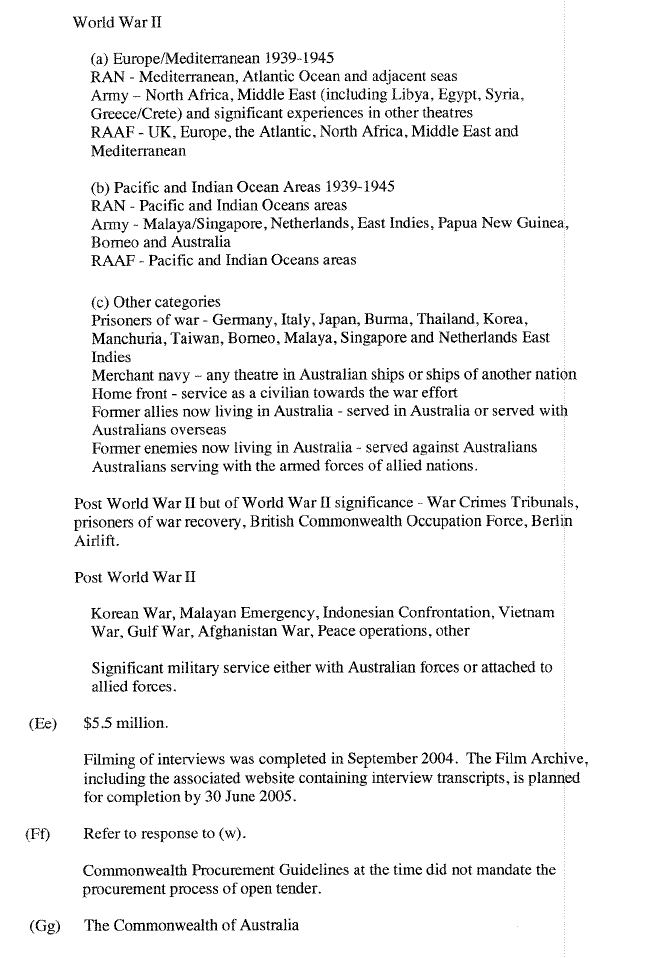 World War II
(a) Europe/Mediterranean 1939-1945
RAN - Mediterranean, Atlantic Ocean and adjacent seas
Army – North Africa, Middle East (including Libya, Egypt, Syria,
Greece/Crete) and significant experiences in other theatres
RAAF - UK, Europe, the Atlantic, North Africa, Middle East and
Mediterranean
(b) Pacific and Indian Ocean Areas 1939-1945
RAN - Pacific and Indian Oceans areas
Army - Malaya/Singapore, Netherlands, East Indies, Papua New Guinea,
Borneo and Australia
RAAF - Pacific and Indian Oceans areas
(c) Other categories
Prisoners of war - Germany, Italy, Japan, Burma, Thailand, Korea,
Manchuria, Taiwan, Borneo, Malaya, Singapore and Netherlands East
Indies
Merchant navy – any theatre in Australian ships or ships of another nation
Home front - service as a civilian towards the war effort
Former allies now living in Australia - served in Australia or served with
Australians overseas
Former enemies now living in Australia - served against Australians
Australians serving with the armed forces of allied nations.
Post World War II but of World War II significance - War Crimes Tribunals,
prisoners of war recovery, British Commonwealth Occupation Force, Berlin
Airlift.
Post World War II
Korean War, Malayan Emergency, Indonesian Confrontation, Vietnam
War, Gulf War, Afghanistan War, Peace operations, other
Significant military service either with Australian forces or attached to
allied forces.
(Ee) $5.5 million.
Filming of interviews was completed in September 2004. The Film Archive,
including the associated website containing interview transcripts, is planned
for completion by 30 June 2005.
(Ff) Refer to response to (w).
Commonwealth Procurement Guidelines at the time did not mandate the
procurement process of open tender.
(Gg) The Commonwealth of Australia